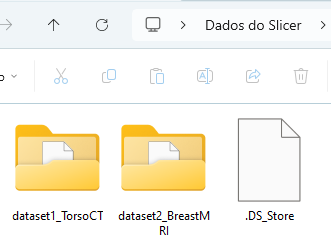 Dados do Slicer
dataset1_TorsoCT
dataset2_BreastM
RI
.DS_Store